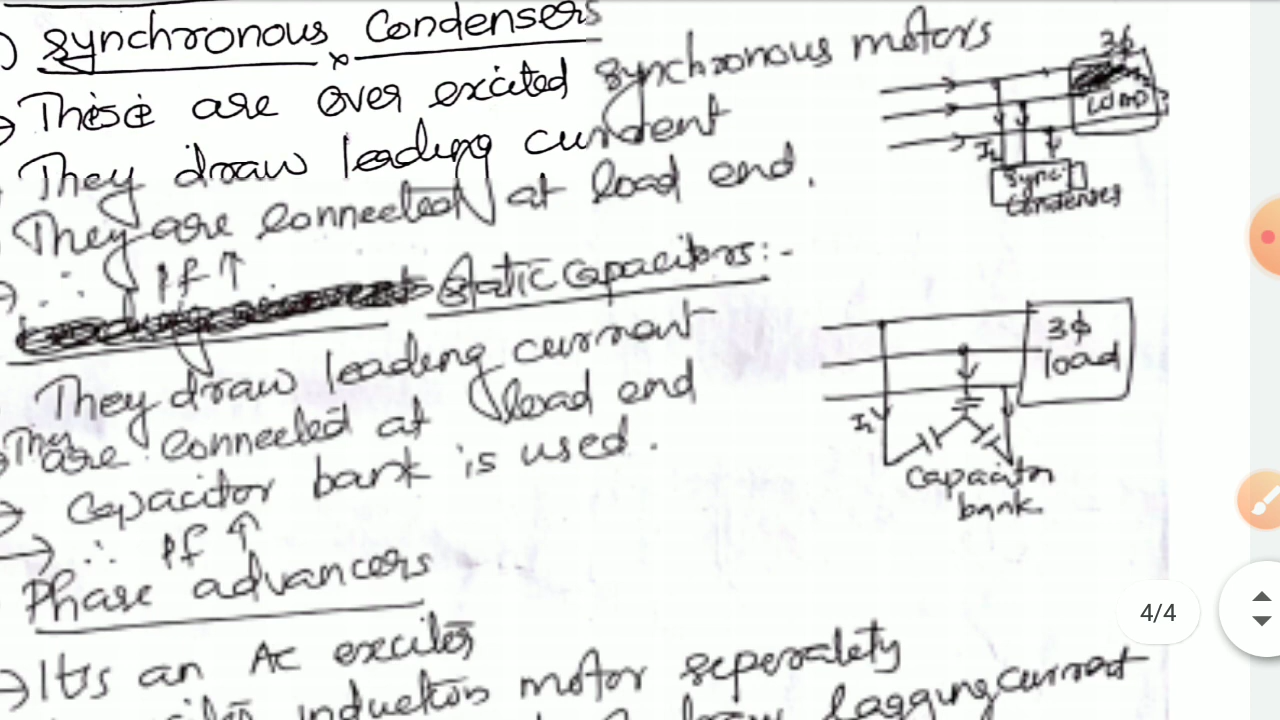 Synchronous Condensers
→ These are over excited synchronous motors
They draw leading current
They are connected at load end.
→ ∴ Pf ↑
Static capacitors:-
They draw leading current
They are connected at load end
→ Capacitor bank is used.
→ ∴ Pf ↑
Phase advancers
→ It's an AC exciter
induction motor seperately
draw lagging current
3ϕ
LOAD
I
Sync:
Condenser
3ϕ
load
I
Capacitor
bank
4/4